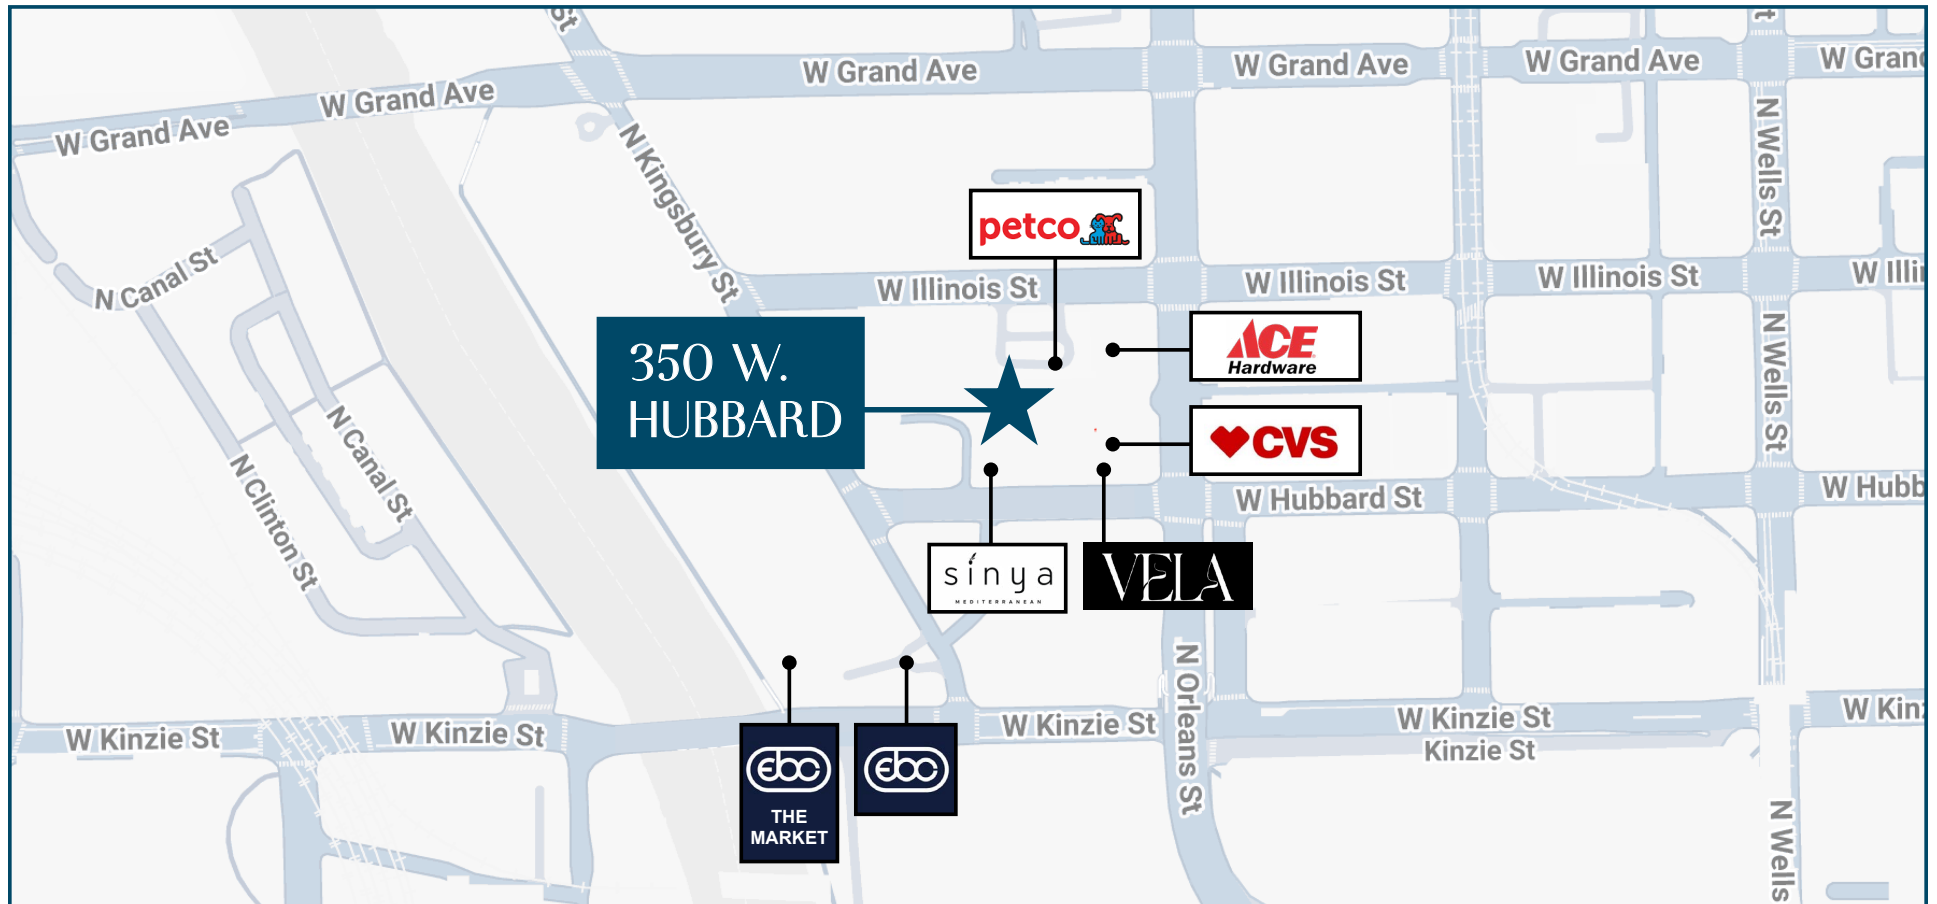 St
W Grand Ave
W Grand Ave
W Grand Ave
W Grand Ave
W Grand Ave
W Grand
N Kingsbury St
N Wells St
petco
N Canal St
W Illinois St
W Illinois St
W Illinois St
W Illi
350 W.
HUBBARD
ACE
Hardware
N Wells St
CVS
N Canal St
N Clinton St
W Hubbard St
W Hubb
sinya
MEDITERRANEAN
VELA
N Orleans St
W Kinzie St
W Kinzie St
W Kinzie St
W Kinzie St
Kinzie St
W Kin
ebc
THE
MARKET
ebc
N Wells